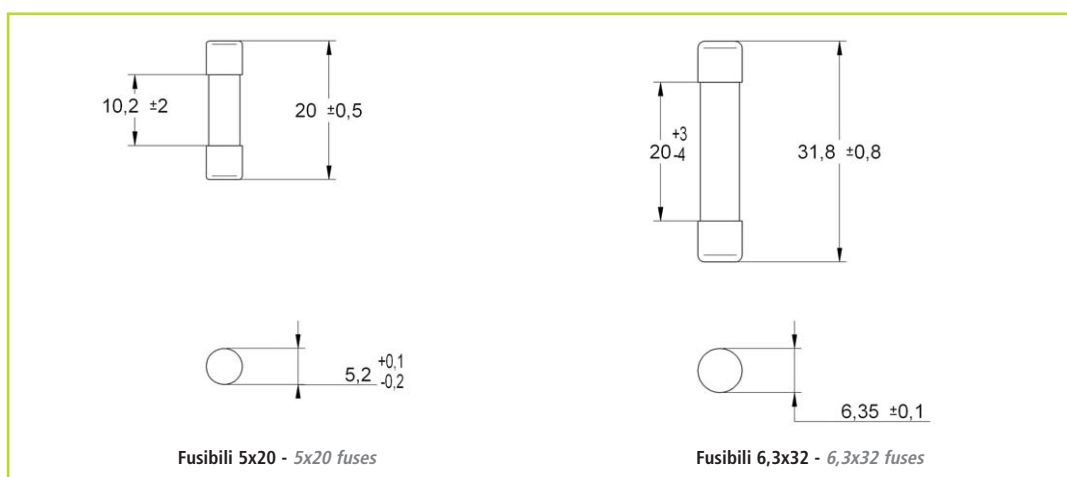 10,2 ±2
20 ±0,5
20 +3 -4
31,8 ±0,8
5,2 +0,1 -0,2
6,35 ±0,1
Fusibili 5x20 - 5x20 fuses
Fusibili 6,3x32 - 6,3x32 fuses